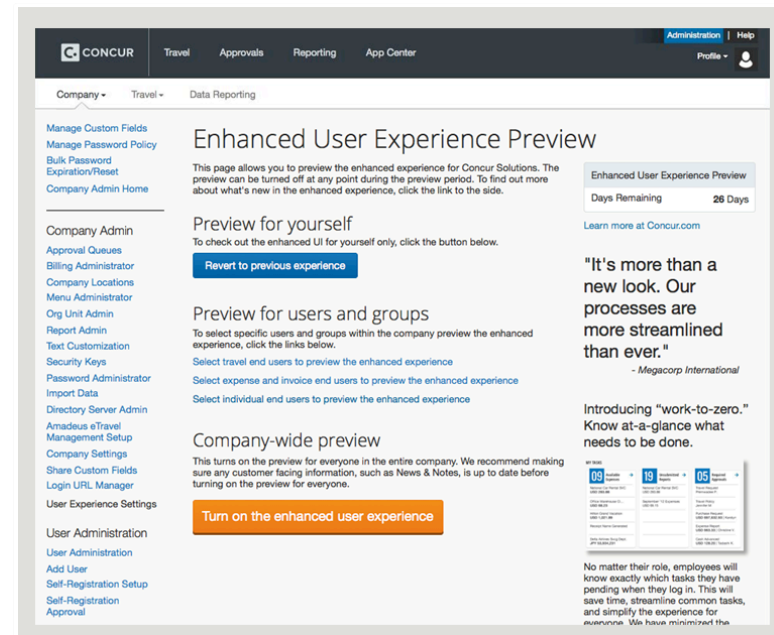 Administration | Help
CONCUR
Travel
Approvals
Reporting
App Center
Profile
Company
Travel
Data Reporting
Manage Custom Fields
Manage Password Policy
Bulk Password
Expiration/Reset
Company Admin Home
Company Admin
Approval Queues
Billing Administrator
Company Locations
Menu Administrator
Org Unit Admin
Report Admin
Text Customization
Security Keys
Password Administrator
Import Data
Directory Server Admin
Amadeus eTravel
Management Setup
Company Settings
Share Custom Fields
Login URL Manager
User Experience Settings
User Administration
User Administration
Add User
Self-Registration Setup
Self-Registration
Approval
Enhanced User Experience Preview
This page allows you to preview the enhanced experience for Concur Solutions. The
preview can be turned off at any point during the preview period. To find out more
about what's new in the enhanced experience, click the link to the side.
Preview for yourself
To check out the enhanced UI for yourself only, click the button below.
Revert to previous experience
Preview for users and groups
To select specific users and groups within the company preview the enhanced
experience, click the links below.
Select travel end users to preview the enhanced experience
Select expense and invoice end users to preview the enhanced experience
Select individual end users to preview the enhanced experience
Company-wide preview
This turns on the preview for everyone in the entire company. We recommend making
sure any customer facing information, such as News & Notes, is up to date before
turning on the preview for everyone.
Turn on the enhanced user experience
Enhanced User Experience Preview
Days Remaining 26 Days
Learn more at Concur.com
"It's more than a
new look. Our
processes are
more streamlined
than ever."
- Megacorp International
Introducing "work-to-zero."
Know at-a-glance what
needs to be done.
MY TASKS
09 Available
Expenses
19
Reports
05 Required
Approvals
No matter their role, employees will
know exactly which tasks they have
pending when they log in. This will
save time, streamline common tasks,
and simplify the experience for
everyone. We have minimized the